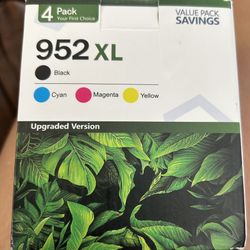 4 Pack
Your First Choice
VALUE PACK
SAVINGS
952 XL
Black
Cyan
Magenta
Yellow
Upgraded Version